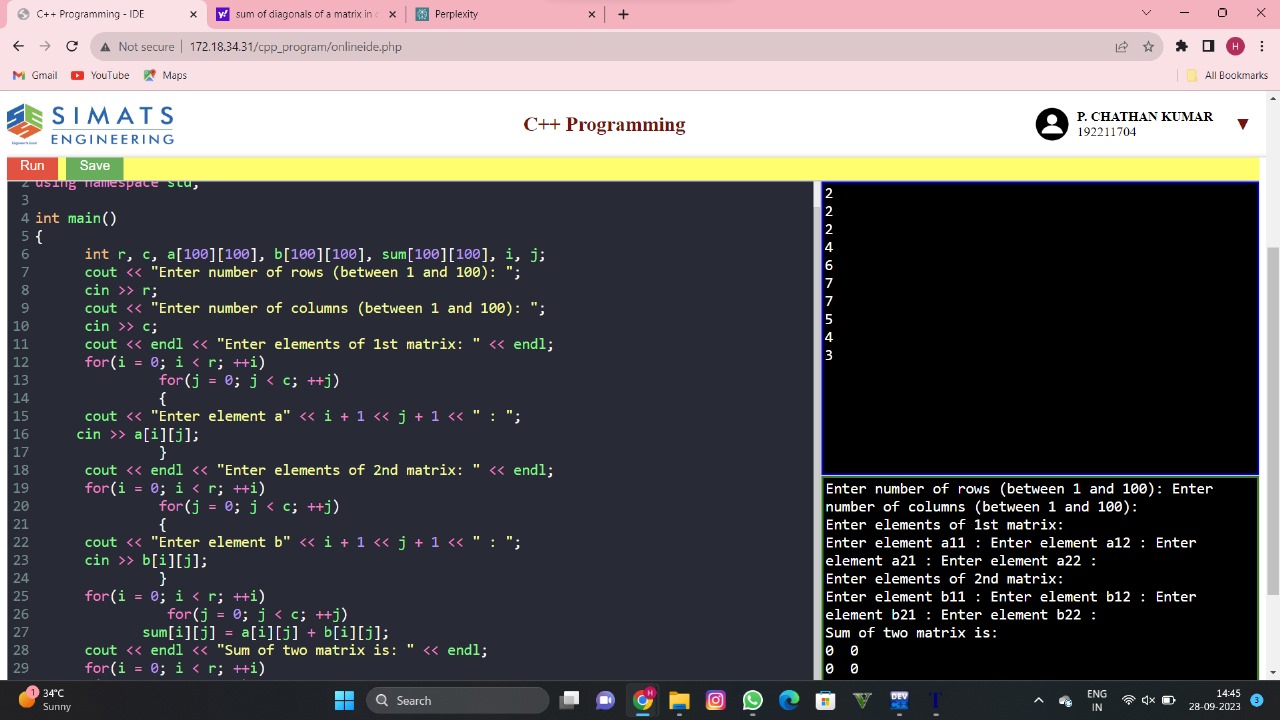 C++ Programming - IDE
sum of diagonals of a matrix in c
Perplexity
Not secure 172.18.34.31/cpp_program/onlineide.php
H
Gmail YouTube Maps
All Bookmarks
SIMATS
ENGINEERING
C++ Programming
P. CHATHAN KUMAR
192211704
Run Save
2 using namespace std;
3
4 int main()
5 {
6 int r, c, a[100][100], b[100][100], sum[100][100], i, j;
7 cout << "Enter number of rows (between 1 and 100): ";
8 cin >> r;
9 cout << "Enter number of columns (between 1 and 100): ";
10 cin >> c;
11 cout << endl << "Enter elements of 1st matrix: " << endl;
12 for(i = 0; i < r; ++i)
13 for(j = 0; j < c; ++j)
14 {
15 cout << "Enter element a" << i + 1 << j + 1 << " : ";
16 cin >> a[i][j];
17 }
18 cout << endl << "Enter elements of 2nd matrix: " << endl;
19 for(i = 0; i < r; ++i)
20 for(j = 0; j < c; ++j)
21 {
22 cout << "Enter element b" << i + 1 << j + 1 << " : ";
23 cin >> b[i][j];
24 }
25 for(i = 0; i < r; ++i)
26 for(j = 0; j < c; ++j)
27 sum[i][j] = a[i][j] + b[i][j];
28 cout << endl << "Sum of two matrix is: " << endl;
29 for(i = 0; i < r; ++i)
2
2
2
4
6
7
7
5
4
3
Enter number of rows (between 1 and 100): Enter
number of columns (between 1 and 100):
Enter elements of 1st matrix:
Enter element a11 : Enter element a12 : Enter
element a21 : Enter element a22 :
Enter elements of 2nd matrix:
Enter element b11 : Enter element b12 : Enter
element b21 : Enter element b22 :
Sum of two matrix is:
0 0
0 0
1
34°C
Sunny
Search
H
DEV
T
ENG
IN
14:45
28-09-2023
3